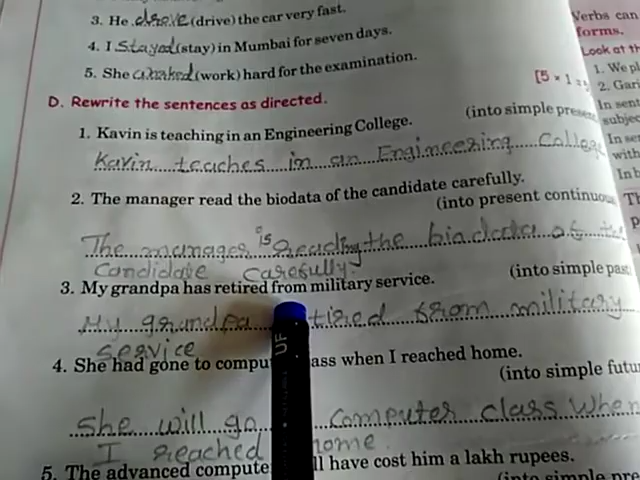 3. He drove (drive) the car very fast.
4. I stayed (stay) in Mumbai for seven days.
5. She worked (work) hard for the examination.
[5 × 1 =
D. Rewrite the sentences as directed.
1. Kavin is teaching in an Engineering College.
(into simple present
Kavin teaches in an Engineering College
2. The manager read the biodata of the candidate carefully.
(into present continuous
The manager is reading the biodata of the
candidate carefully.
3. My grandpa has retired from military service.
(into simple past
My grandpa tired from military
service
4. She had gone to compu ass when I reached home.
(into simple futu
She will go computer class when
I reached home.
5. The advanced compute ll have cost him a lakh rupees.
(into simple pre
Verbs can
forms.
Look at th
1. We pl
2. Gari
In sent
subjec
In se
with
In b